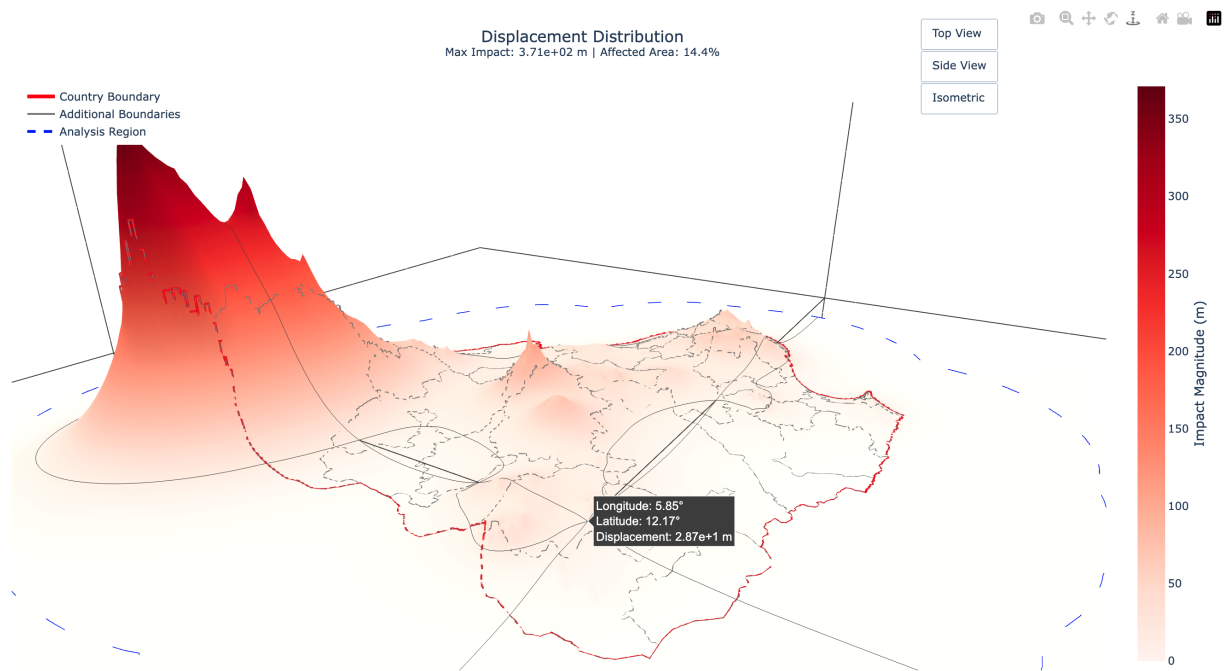 Displacement Distribution
Max Impact: 3.71e+02 m | Affected Area: 14.4%
Top View
Side View
Isometric
Country Boundary
Additional Boundaries
Analysis Region
Longitude: 5.85°
Latitude: 12.17°
Displacement: 2.87e+1 m
350
300
250
200
150
100
50
0
Impact Magnitude (m)